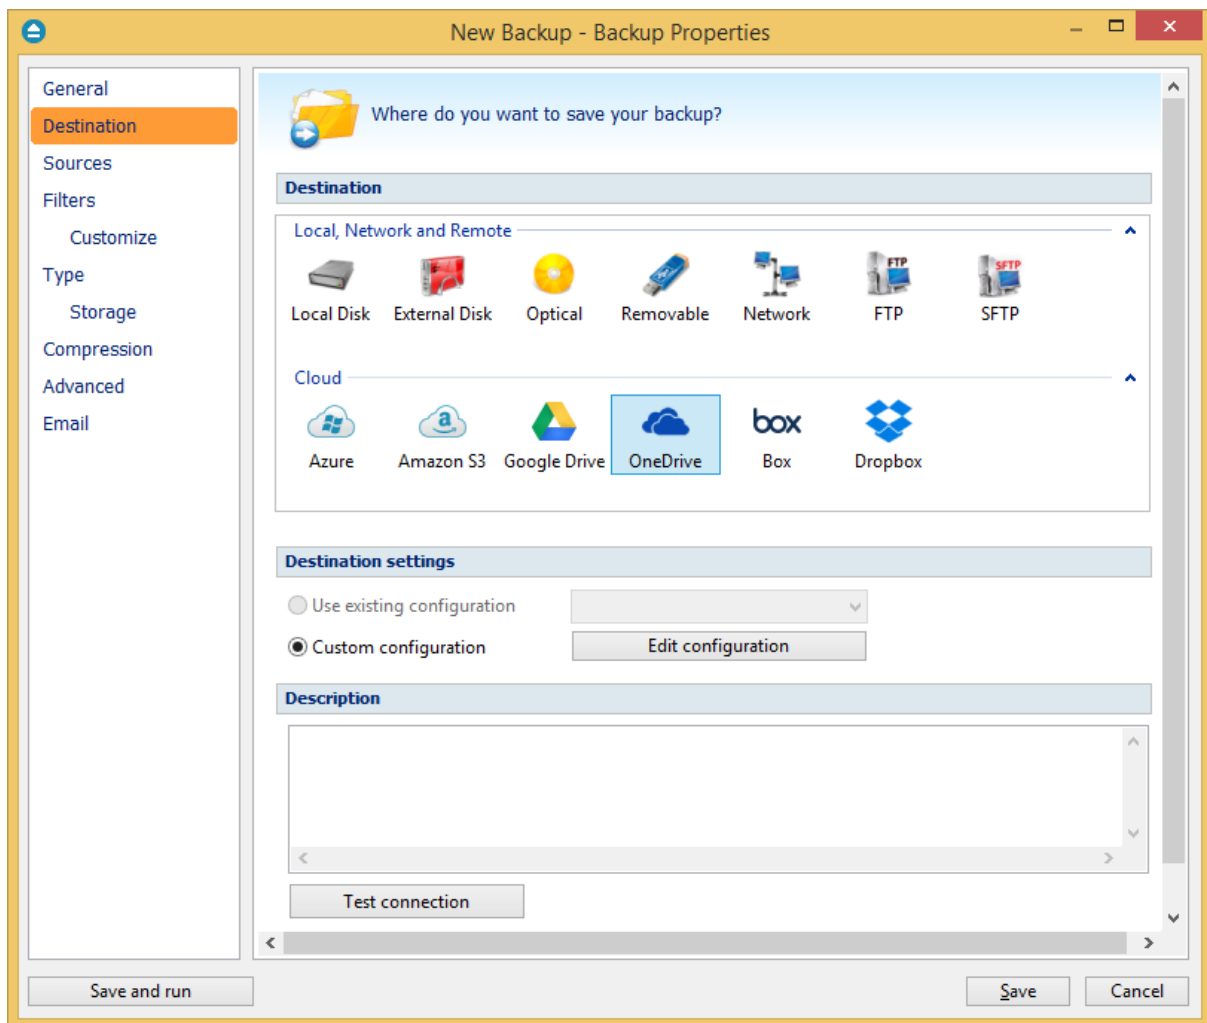 New Backup - Backup Properties
General
Destination
Sources
Filters
Customize
Type
Storage
Compression
Advanced
Email
Where do you want to save your backup?
Destination
Local, Network and Remote
FTP
SFTP
Local Disk External Disk Optical Removable Network FTP SFTP
Cloud
a
box
Azure Amazon S3 Google Drive OneDrive Box Dropbox
Destination settings
Use existing configuration
Custom configuration Edit configuration
Description
Test connection
Save and run Save Cancel